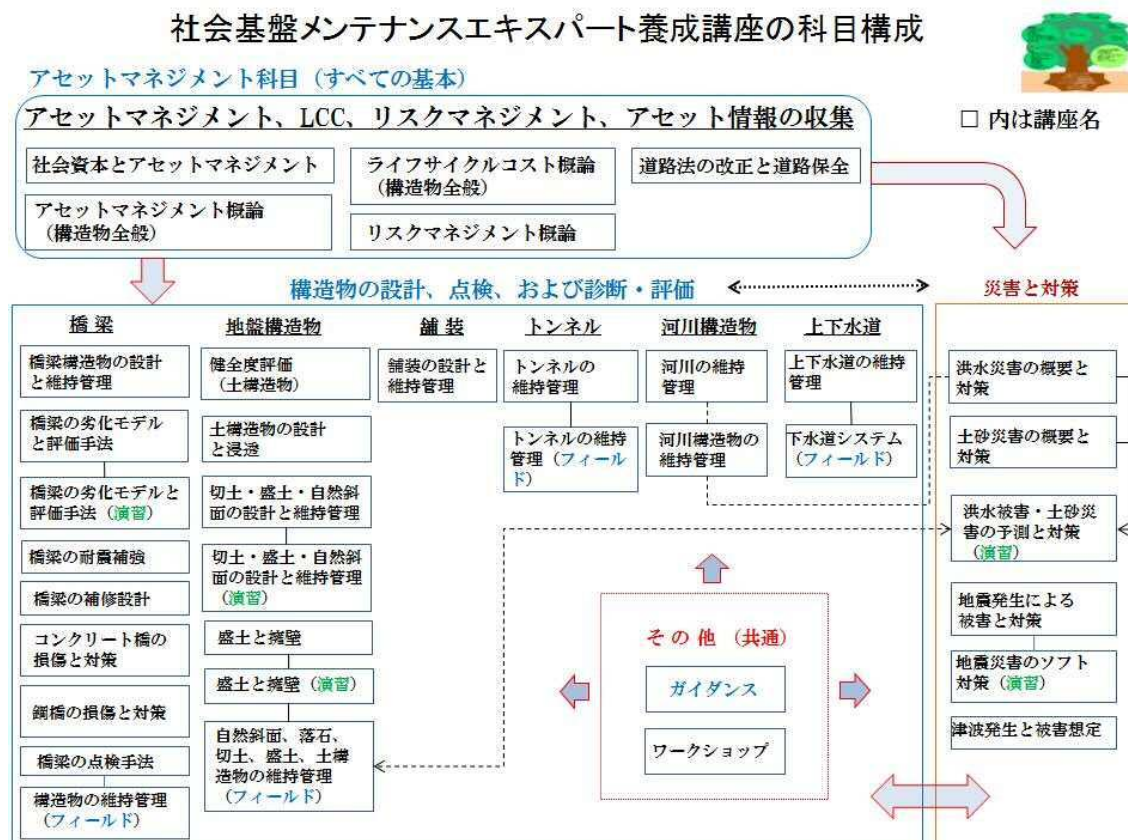 社会基盤メンテナンスエキスパート養成講座の科目構成
アセットマネジメント科目（すべての基本）
アセットマネジメント、LCC、リスクマネジメント、アセット情報の収集
□ 内は講座名
社会資本とアセットマネジメント
アセットマネジメント概論
（構造物全般）
ライフサイクルコスト概論
（構造物全般）
リスクマネジメント概論
道路法の改正と道路保全
構造物の設計、点検、および診断・評価
災害と対策
橋 梁
橋梁構造物の設計
と維持管理
橋梁の劣化モデル
と評価手法
橋梁の劣化モデルと
評価手法（演習）
橋梁の耐震補強
橋梁の補修設計
コンクリート橋の
損傷と対策
鋼橋の損傷と対策
橋梁の点検手法
構造物の維持管理
（フィールド）
地盤構造物
健全度評価
（土構造物）
土構造物の設計
と浸透
切土・盛土・自然斜
面の設計と維持管理
切土・盛土・自然斜
面の設計と維持管理
（演習）
盛土と擁壁
盛土と擁壁（演習）
自然斜面、落石、
切土、盛土、土構
造物の維持管理
（フィールド）
舗 装
舗装の設計と
維持管理
トンネル
トンネルの
維持管理
トンネルの維持
管理（フィール
ド）
河川構造物
河川の維持
管理
河川構造物の
維持管理
上下水道
上下水道の維持
管理
下水道システム
（フィールド）
そ の 他 （共通）
ガイダンス
ワークショップ
洪水災害の概要と
対策
土砂災害の概要と
対策
洪水被害・土砂災
害の予測と対策
（演習）
地震発生による
被害と対策
地震災害のソフト
対策（演習）
津波発生と被害想定